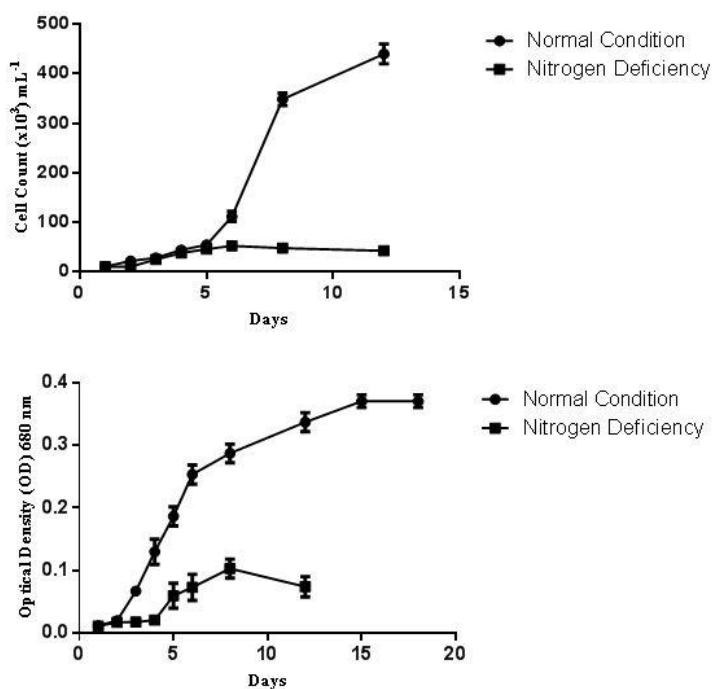 500
400
300
200
100
0
Cell Count (x10³) mL⁻¹
0 5 10 15
Days
Normal Condition
Nitrogen Deficiency
0.4
0.3
0.2
0.1
0.0
Optical Density (OD) 680 nm
0 5 10 15 20
Days
Normal Condition
Nitrogen Deficiency